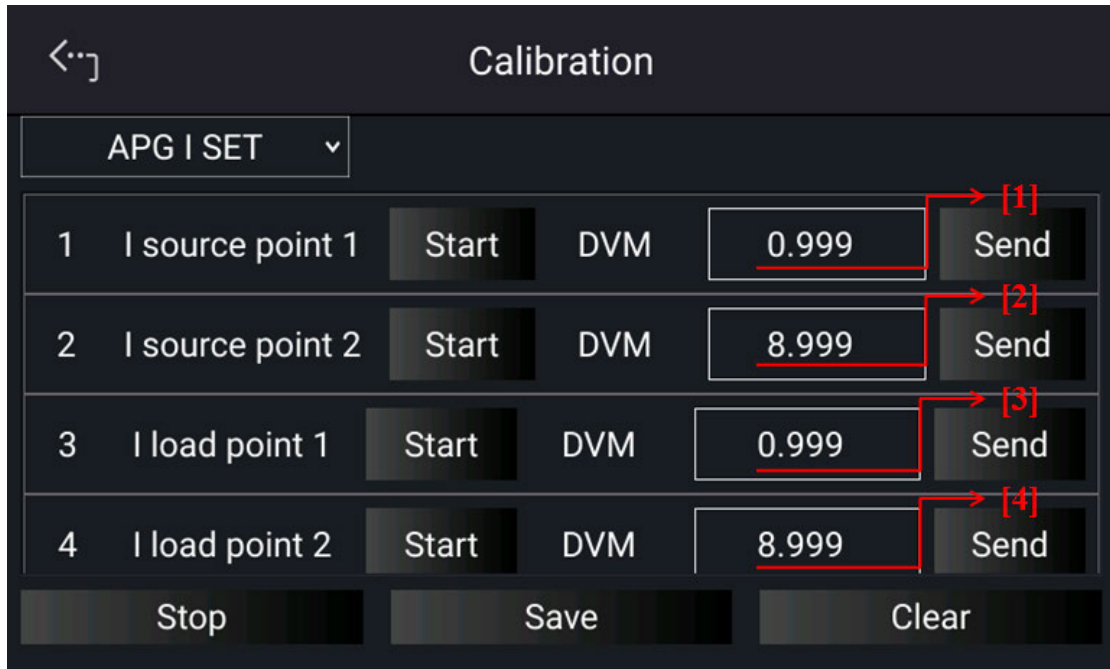 Calibration
APG I SET
[1]
1 I source point 1 Start DVM 0.999 Send
[2]
2 I source point 2 Start DVM 8.999 Send
[3]
3 I load point 1 Start DVM 0.999 Send
[4]
4 I load point 2 Start DVM 8.999 Send
Stop Save Clear